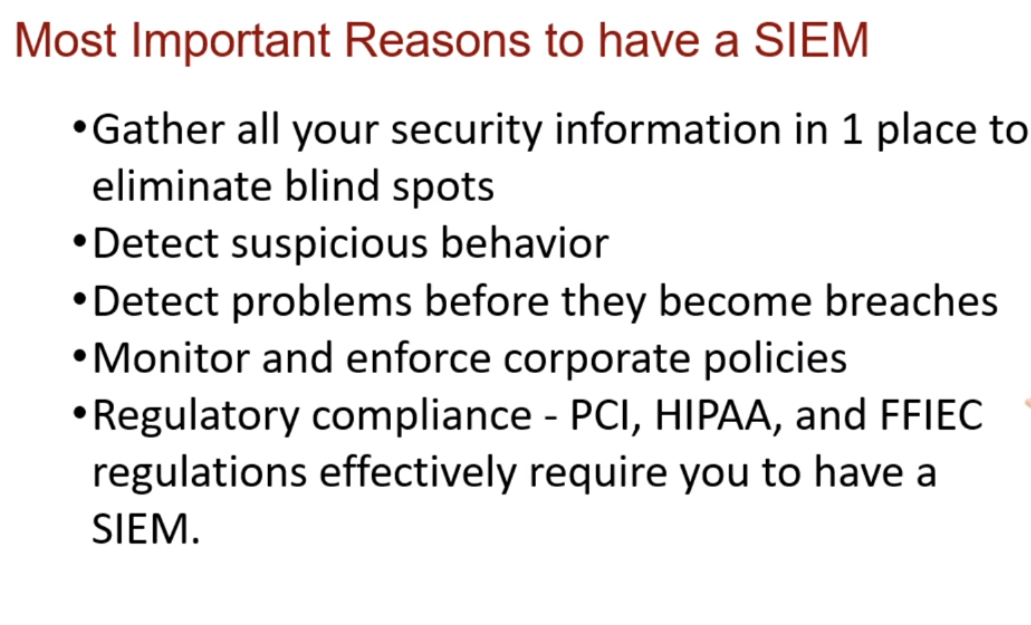 Most Important Reasons to have a SIEM
•Gather all your security information in 1 place to
eliminate blind spots
•Detect suspicious behavior
•Detect problems before they become breaches
•Monitor and enforce corporate policies
•Regulatory compliance - PCI, HIPAA, and FFIEC
regulations effectively require you to have a
SIEM.